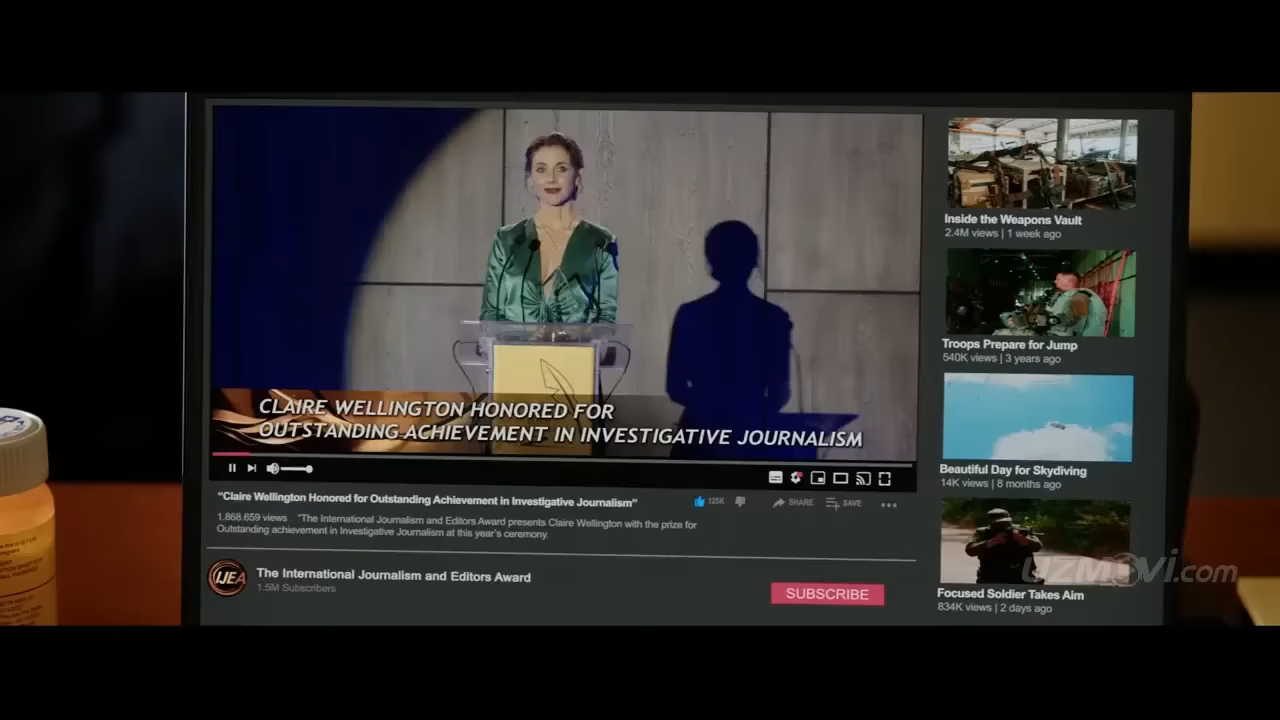 CLAIRE WELLINGTON HONORED FOR
OUTSTANDING ACHIEVEMENT IN INVESTIGATIVE JOURNALISM
"Claire Wellington Honored for Outstanding Achievement in Investigative Journalism"
125K
SHARE
SAVE
1.868.659 views "The International Journalism and Editors Award presents Claire Wellington with the prize for
Outstanding achievement in Investigative Journalism at this year's ceremony.
IJEA
The International Journalism and Editors Award
1.5M Subscribers
SUBSCRIBE
Inside the Weapons Vault
2.4M views | 1 week ago
Troops Prepare for Jump
540K views | 3 years ago
Beautiful Day for Skydiving
14K views | 8 months ago
Focused Soldier Takes Aim
834K views | 2 days ago
UZMOVi.com